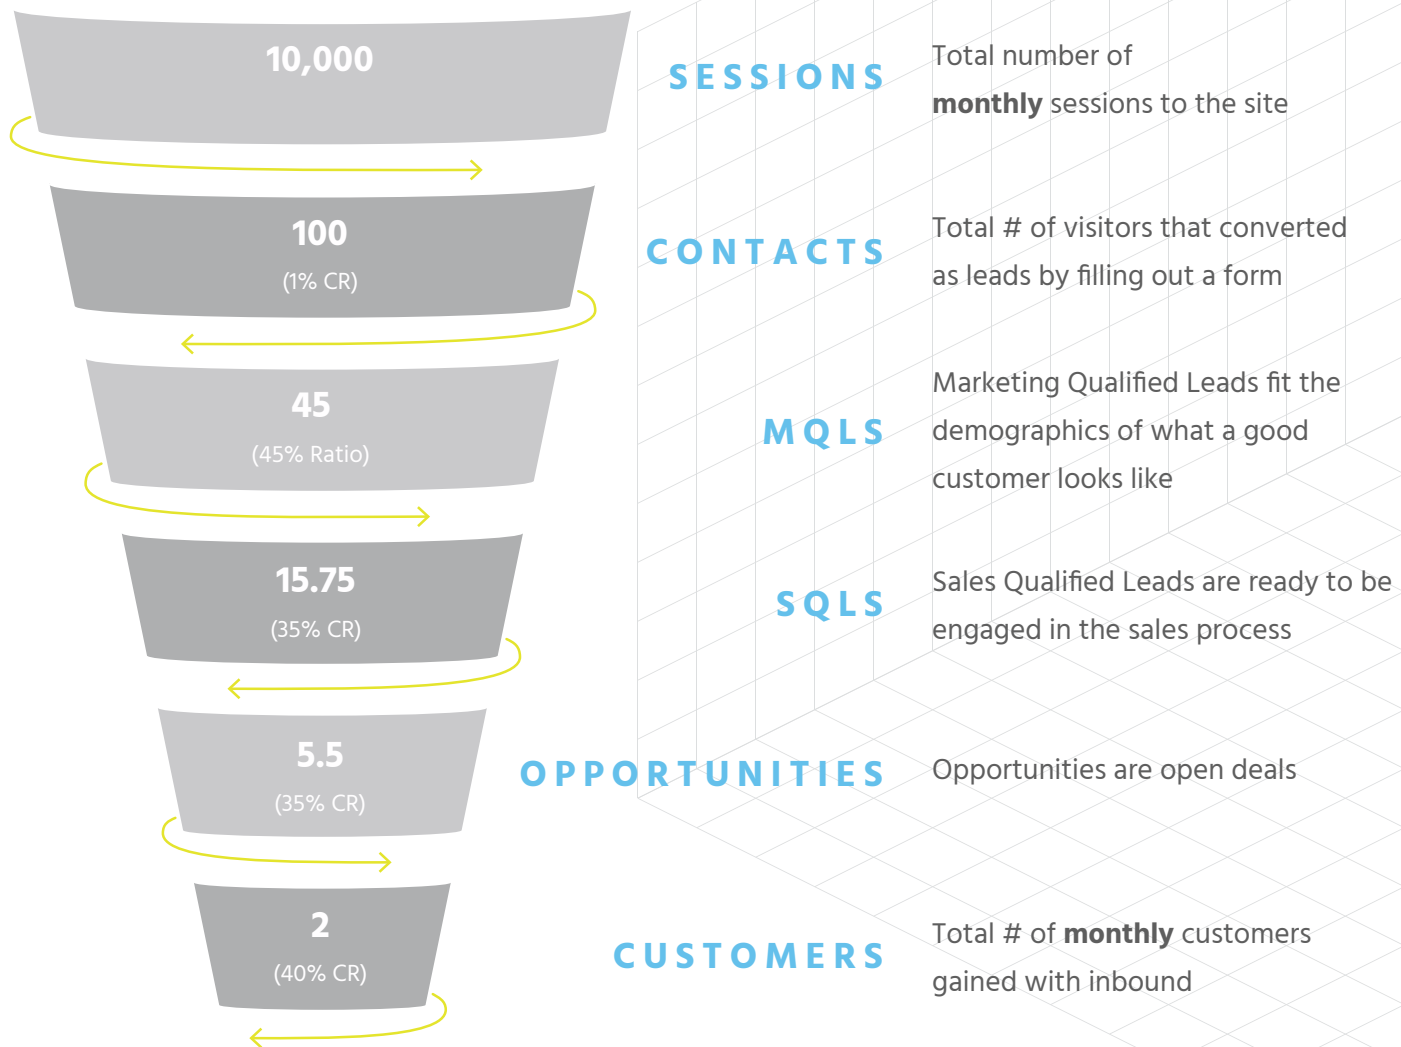 10,000
SESSIONS
Total number of
monthly sessions to the site
100
(1% CR)
CONTACTS
Total # of visitors that converted
as leads by filling out a form
45
(45% Ratio)
MQLS
Marketing Qualified Leads fit the
demographics of what a good
customer looks like
15.75
(35% CR)
SQLS
Sales Qualified Leads are ready to be
engaged in the sales process
5.5
(35% CR)
OPPORTUNITIES
Opportunities are open deals
2
(40% CR)
CUSTOMERS
Total # of monthly customers
gained with inbound